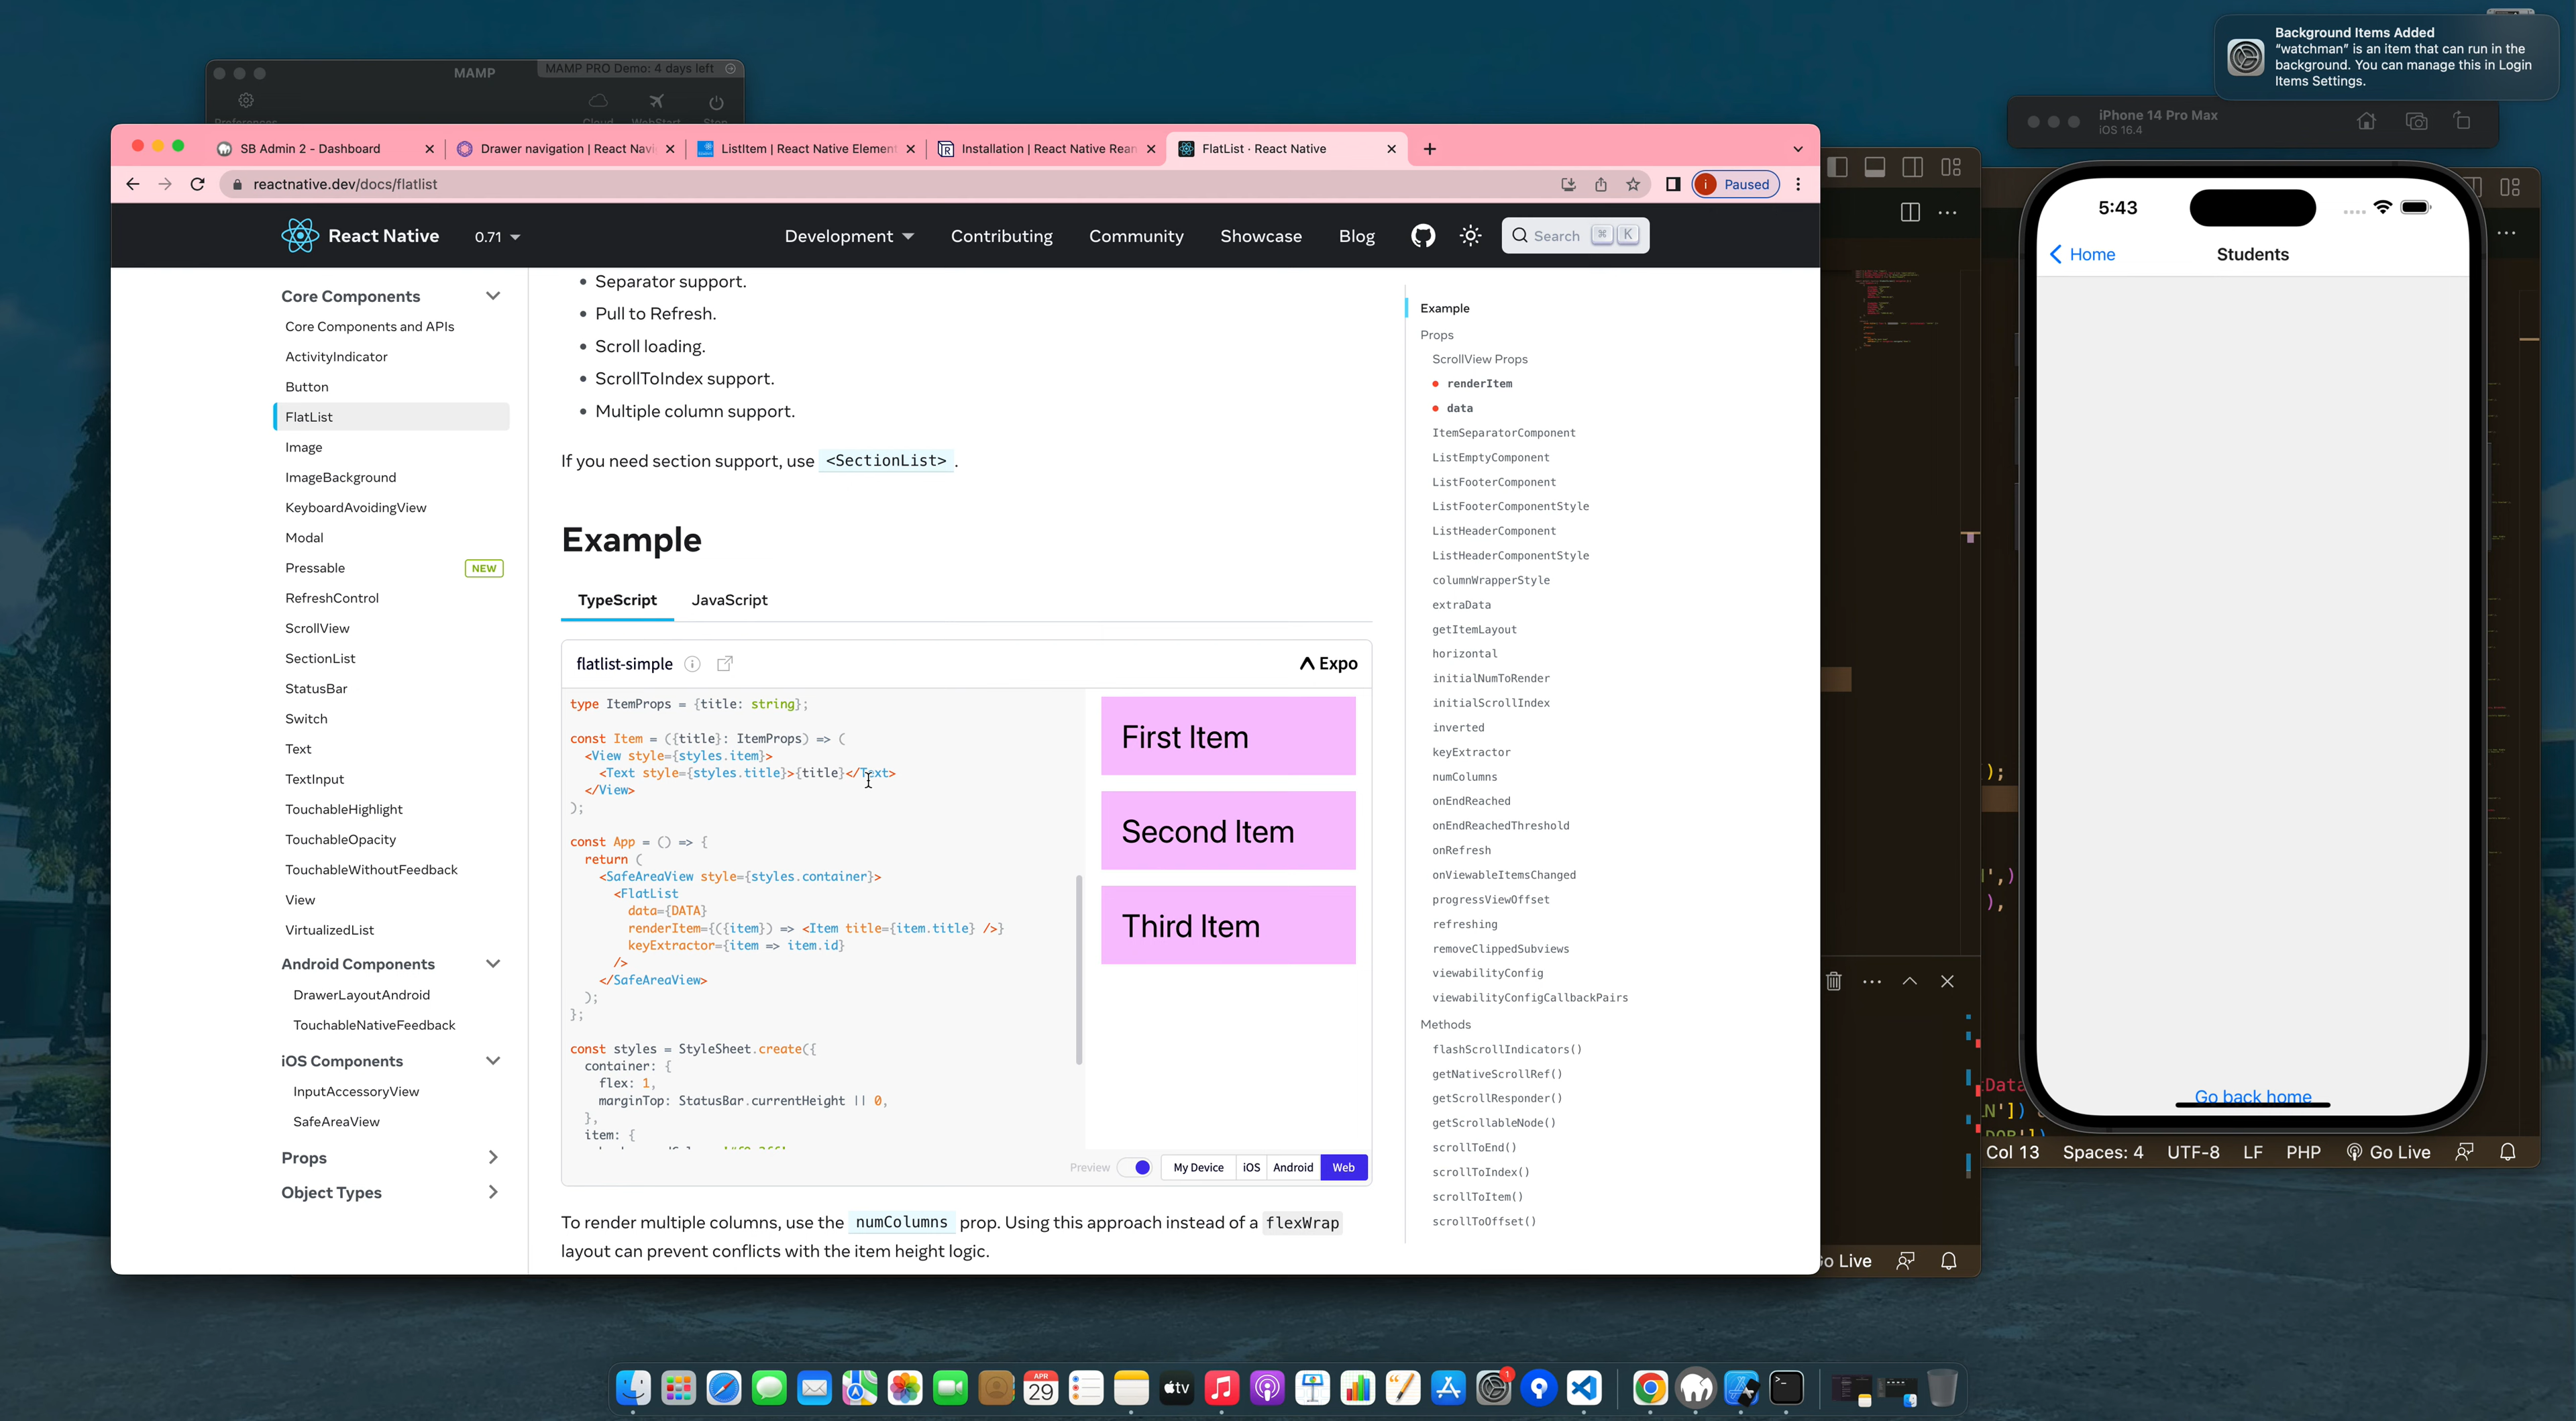 Background Items Added
“watchman” is an item that can run in the
background. You can manage this in Login
Items Settings.
MAMP
MAMP PRO Demo: 4 days left
iPhone 14 Pro Max
iOS 16.4
SB Admin 2 - Dashboard
Drawer navigation | React Navi
ListItem | React Native Element
Installation | React Native Rean
FlatList · React Native
reactnative.dev/docs/flatlist
i
Paused
React Native
0.71
Development
Contributing
Community
Showcase
Blog
Search ⌘ K
Core Components
Core Components and APIs
ActivityIndicator
Button
FlatList
Image
ImageBackground
KeyboardAvoidingView
Modal
Pressable
NEW
RefreshControl
ScrollView
SectionList
StatusBar
Switch
Text
TextInput
TouchableHighlight
TouchableOpacity
TouchableWithoutFeedback
View
VirtualizedList
Android Components
DrawerLayoutAndroid
TouchableNativeFeedback
iOS Components
InputAccessoryView
SafeAreaView
Props
Object Types
• Separator support.
• Pull to Refresh.
• Scroll loading.
• ScrollToIndex support.
• Multiple column support.
If you need section support, use <SectionList>.
Example
TypeScript
JavaScript
flatlist-simple
Expo
type ItemProps = {title: string};
const Item = ({title}: ItemProps) => (
<View style={styles.item}>
<Text style={styles.title}>{title}</Text>
</View>
);
const App = () => {
return (
<SafeAreaView style={styles.container}>
<FlatList
data={DATA}
renderItem={({item}) => <Item title={item.title} />}
keyExtractor={item => item.id}
/>
</SafeAreaView>
);
};
const styles = StyleSheet.create({
container: {
flex: 1,
marginTop: StatusBar.currentHeight || 0,
},
item: {
First Item
Second Item
Third Item
Preview
My Device
iOS
Android
Web
To render multiple columns, use the numColumns prop. Using this approach instead of a flexWrap
layout can prevent conflicts with the item height logic.
Example
Props
ScrollView Props
renderItem
data
ItemSeparatorComponent
ListEmptyComponent
ListFooterComponent
ListFooterComponentStyle
ListHeaderComponent
ListHeaderComponentStyle
columnWrapperStyle
extraData
getItemLayout
horizontal
initialNumToRender
initialScrollIndex
inverted
keyExtractor
numColumns
onEndReached
onEndReachedThreshold
onRefresh
onViewableItemsChanged
progressViewOffset
refreshing
removeClippedSubviews
viewabilityConfig
viewabilityConfigCallbackPairs
Methods
flashScrollIndicators()
getNativeScrollRef()
getScrollResponder()
getScrollableNode()
scrollToEnd()
scrollToIndex()
scrollToItem()
scrollToOffset()
5:43
Home
Students
Go back home
);
',)
),
Col 13
Spaces: 4
UTF-8
LF
PHP
Go Live
Go Live
APR
29
tv
1